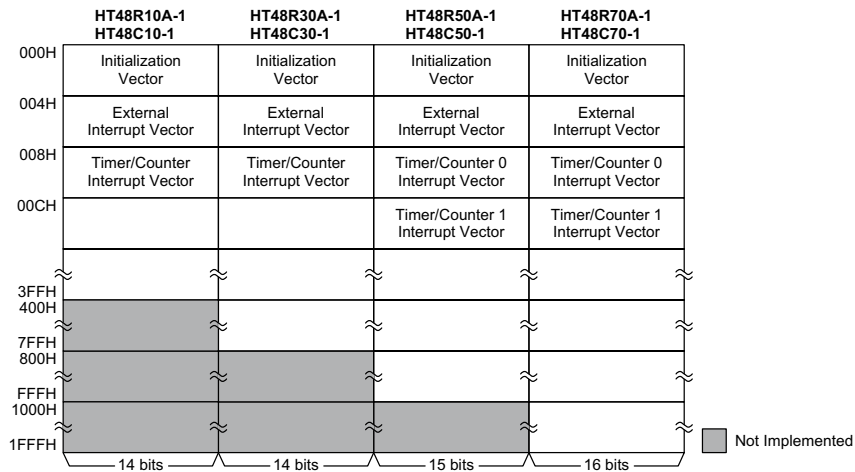 HT48R10A-1 HT48R30A-1 HT48R50A-1 HT48R70A-1
HT48C10-1 HT48C30-1 HT48C50-1 HT48C70-1
000H
Initialization Initialization Initialization Initialization
Vector Vector Vector Vector
004H
External External External External
Interrupt Vector Interrupt Vector Interrupt Vector Interrupt Vector
008H
Timer/Counter Timer/Counter Timer/Counter 0 Timer/Counter 0
Interrupt Vector Interrupt Vector Interrupt Vector Interrupt Vector
00CH
Timer/Counter 1 Timer/Counter 1
Interrupt Vector Interrupt Vector
3FFH
400H
7FFH
800H
FFFH
1000H
1FFFH
Not Implemented
14 bits 14 bits 15 bits 16 bits